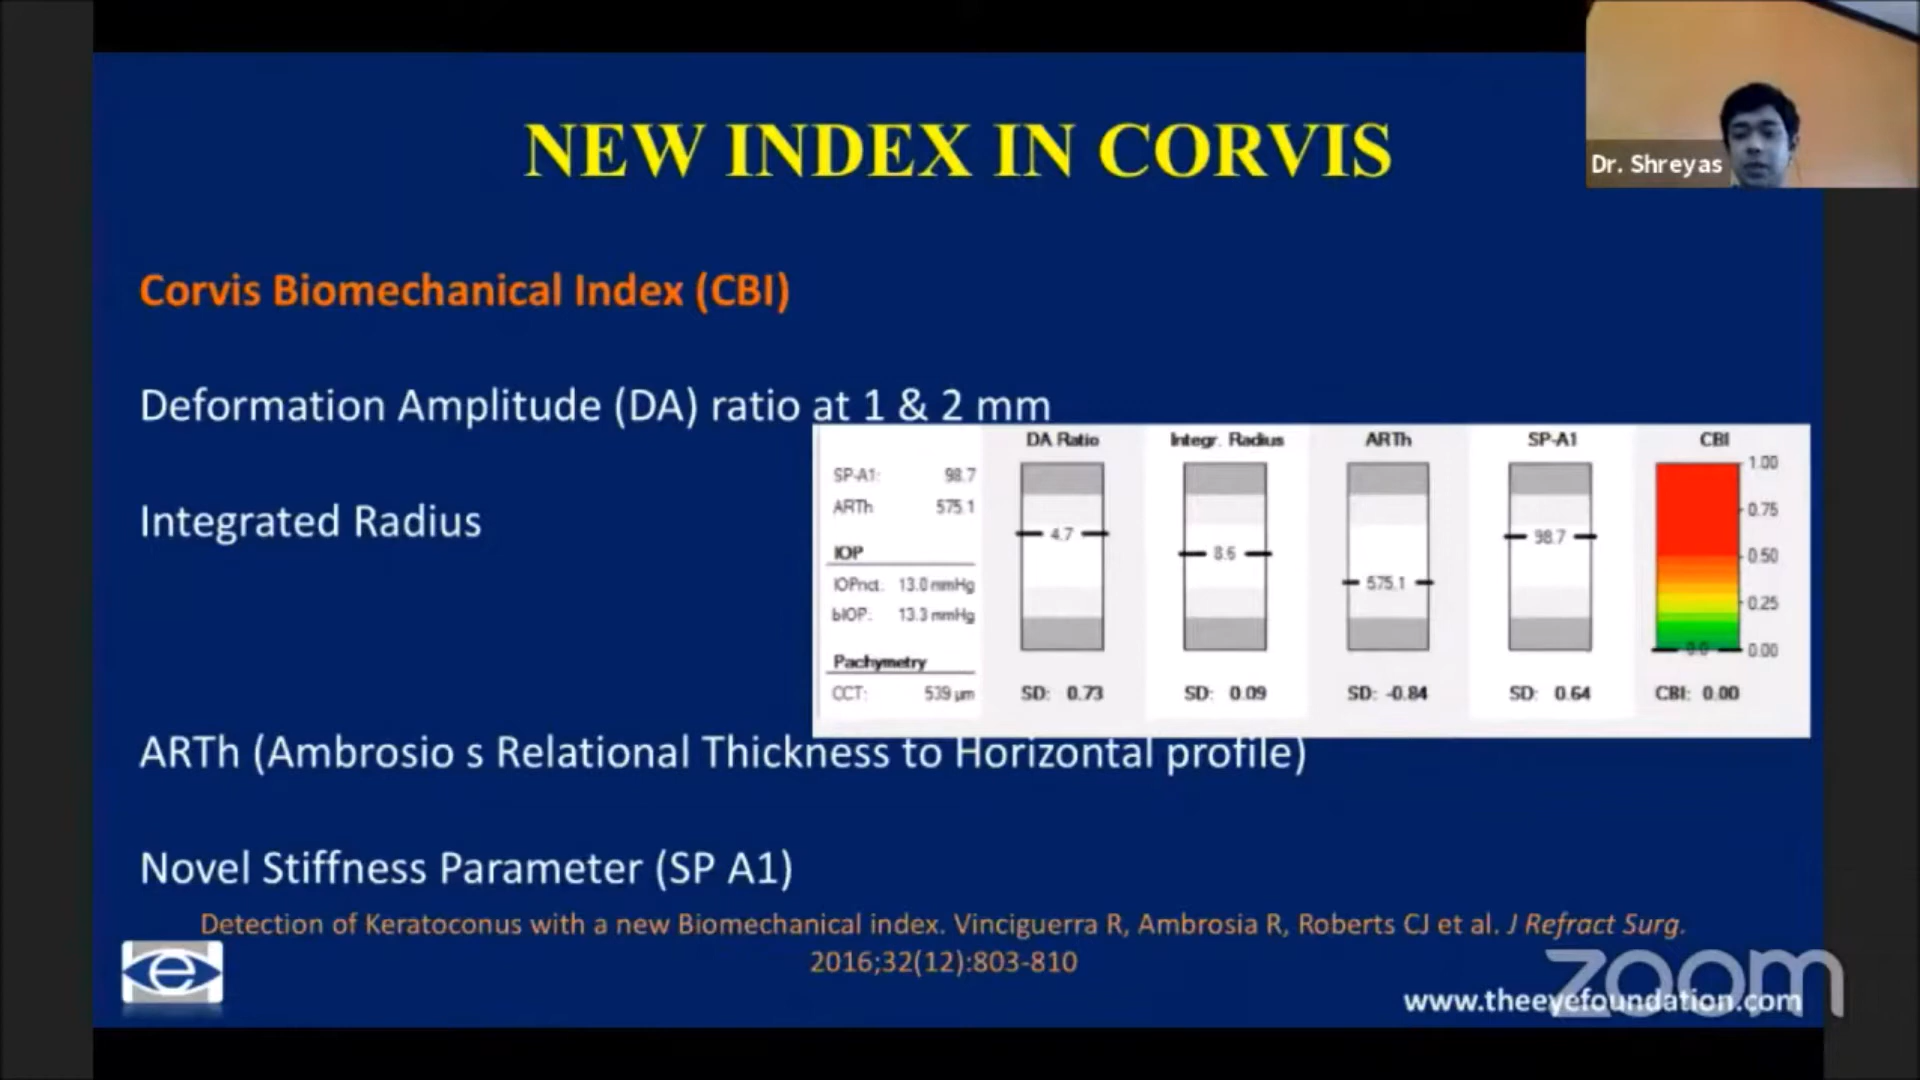 NEW INDEX IN CORVIS
Dr. Shreyas
Corvis Biomechanical Index (CBI)
Deformation Amplitude (DA) ratio at 1 & 2 mm
Integrated Radius
SP-A1: 98.7
ARTh 575.1
IOP
IOPnct: 13.0 mmHg
bIOP: 13.3 mmHg
Pachymetry
CCT: 539 µm
DA Ratio
4.7
SD: 0.73
Integr. Radius
8.6
SD: 0.09
ARTh
575.1
SD: -0.84
SP-A1
98.7
SD: 0.64
CBI
1.00
0.75
0.50
0.25
0.00
0.0
CBI: 0.00
ARTh (Ambrosio s Relational Thickness to Horizontal profile)
Novel Stiffness Parameter (SP A1)
Detection of Keratoconus with a new Biomechanical index. Vinciguerra R, Ambrosia R, Roberts CJ et al. J Refract Surg.
2016;32(12):803-810
e
www.theeyefoundation.com
zoom